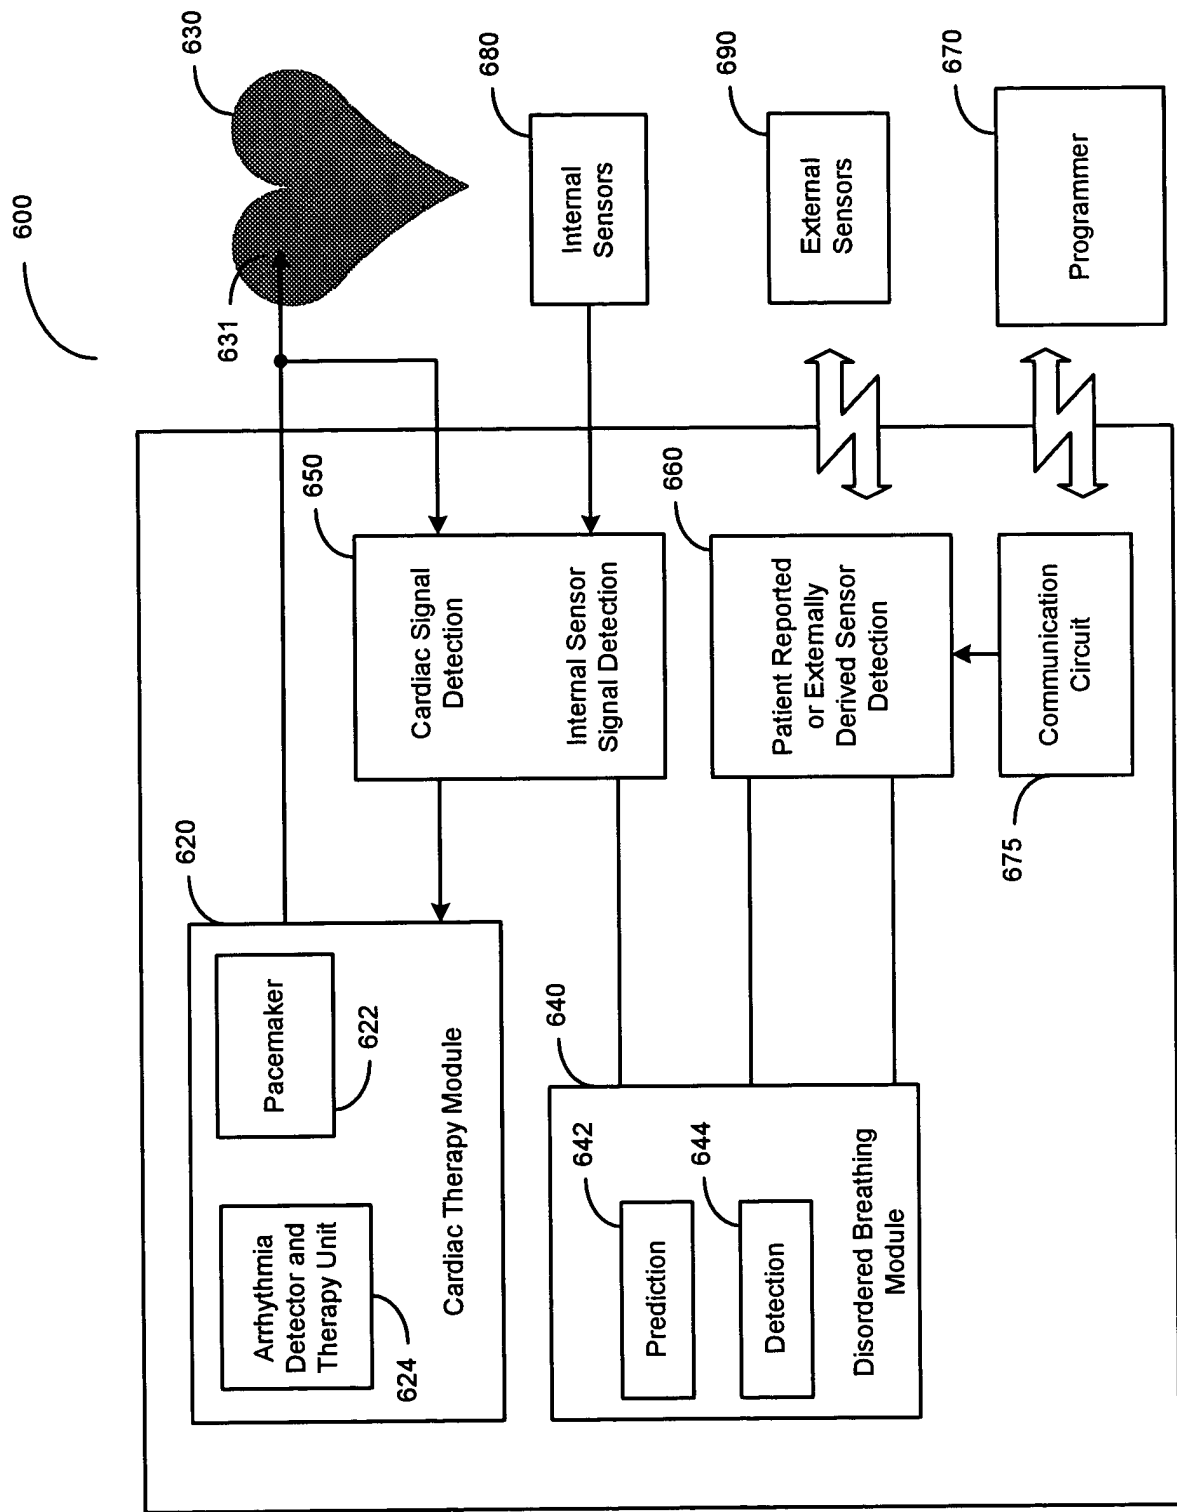 600
620
Arrhythmia
Detector and
Therapy Unit
624
Pacemaker
622
Cardiac Therapy Module
631
630
650
Cardiac Signal
Detection
Internal Sensor
Signal Detection
680
Internal
Sensors
640
Prediction
642
Detection
644
Disordered Breathing
Module
660
Patient Reported
or Externally
Derived Sensor
Detection
690
External
Sensors
675
Communication
Circuit
670
Programmer